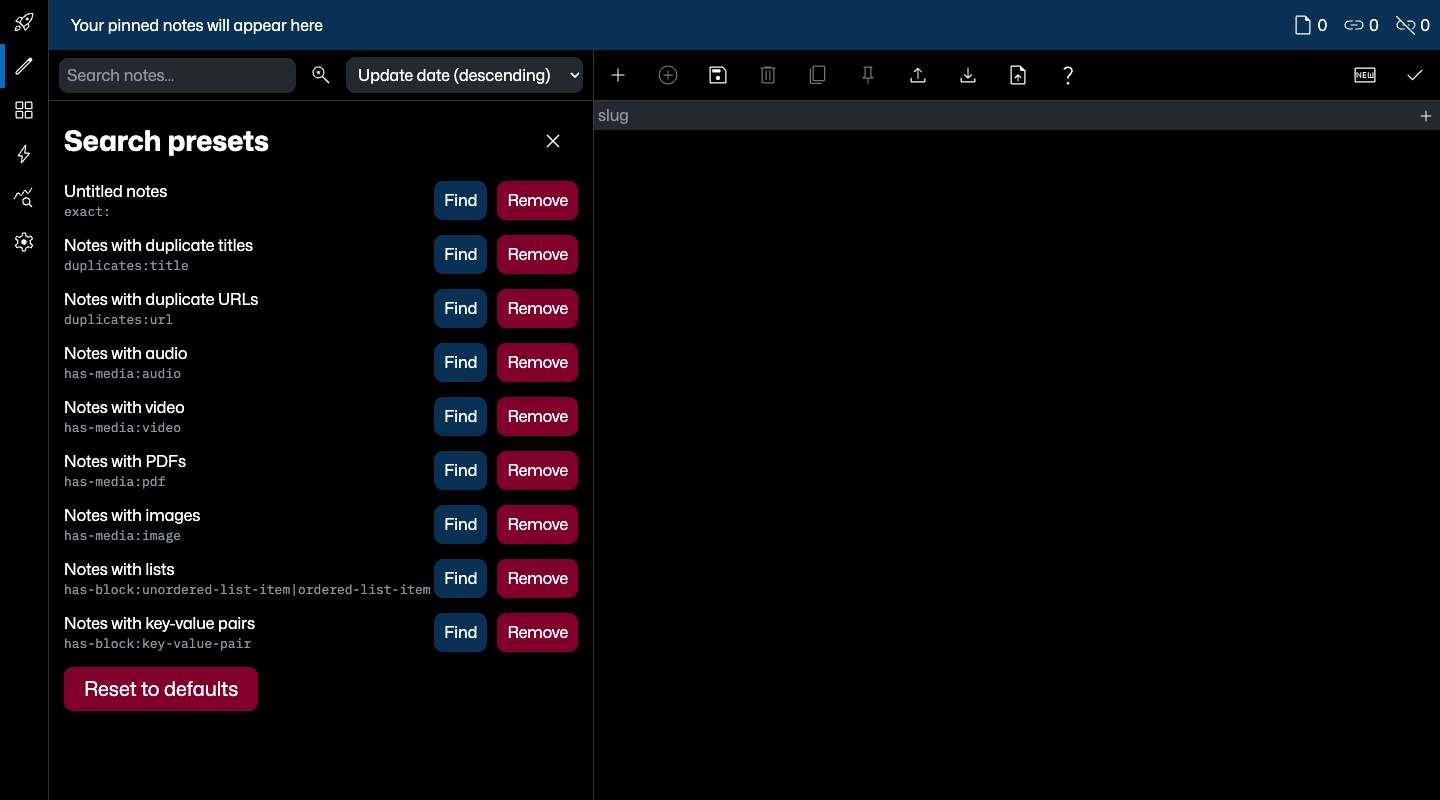 Your pinned notes will appear here
0
0
0
Search notes...
Update date (descending)
NEW
slug
Search presets
Untitled notes
exact:
Find
Remove
Notes with duplicate titles
duplicates:title
Find
Remove
Notes with duplicate URLs
duplicates:url
Find
Remove
Notes with audio
has-media:audio
Find
Remove
Notes with video
has-media:video
Find
Remove
Notes with PDFs
has-media:pdf
Find
Remove
Notes with images
has-media:image
Find
Remove
Notes with lists
has-block:unordered-list-item|ordered-list-item
Find
Remove
Notes with key-value pairs
has-block:key-value-pair
Find
Remove
Reset to defaults